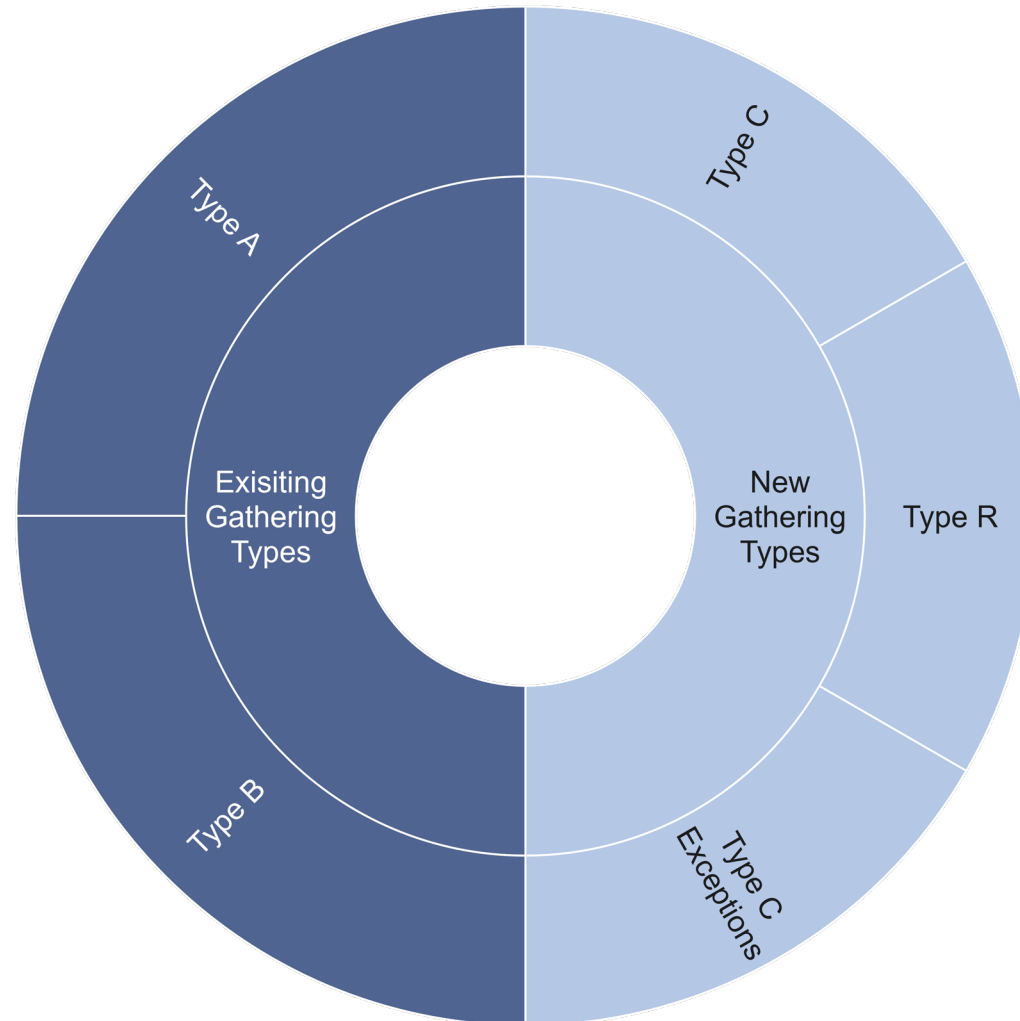 Type A
Exisiting
Gathering
Types
Type B
Type C
New
Gathering
Types
Type R
Type C
Exceptions